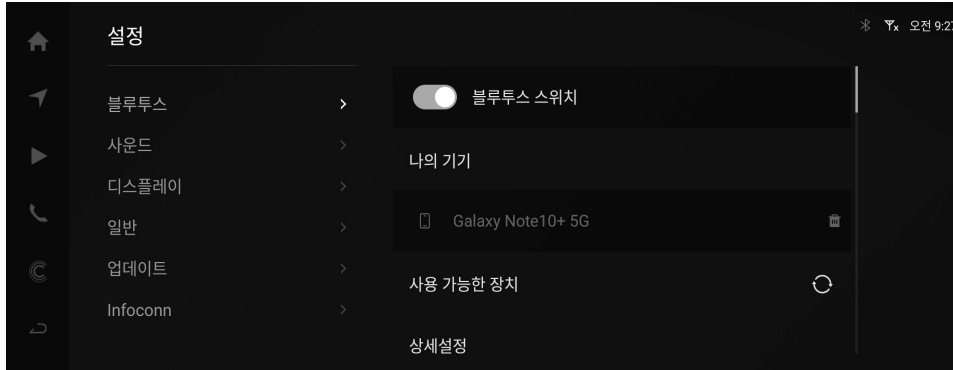 설정
오전 9:27
블루투스
사운드
디스플레이
일반
업데이트
Infoconn
블루투스 스위치
나의 기기
Galaxy Note10+ 5G
사용 가능한 장치
상세설정